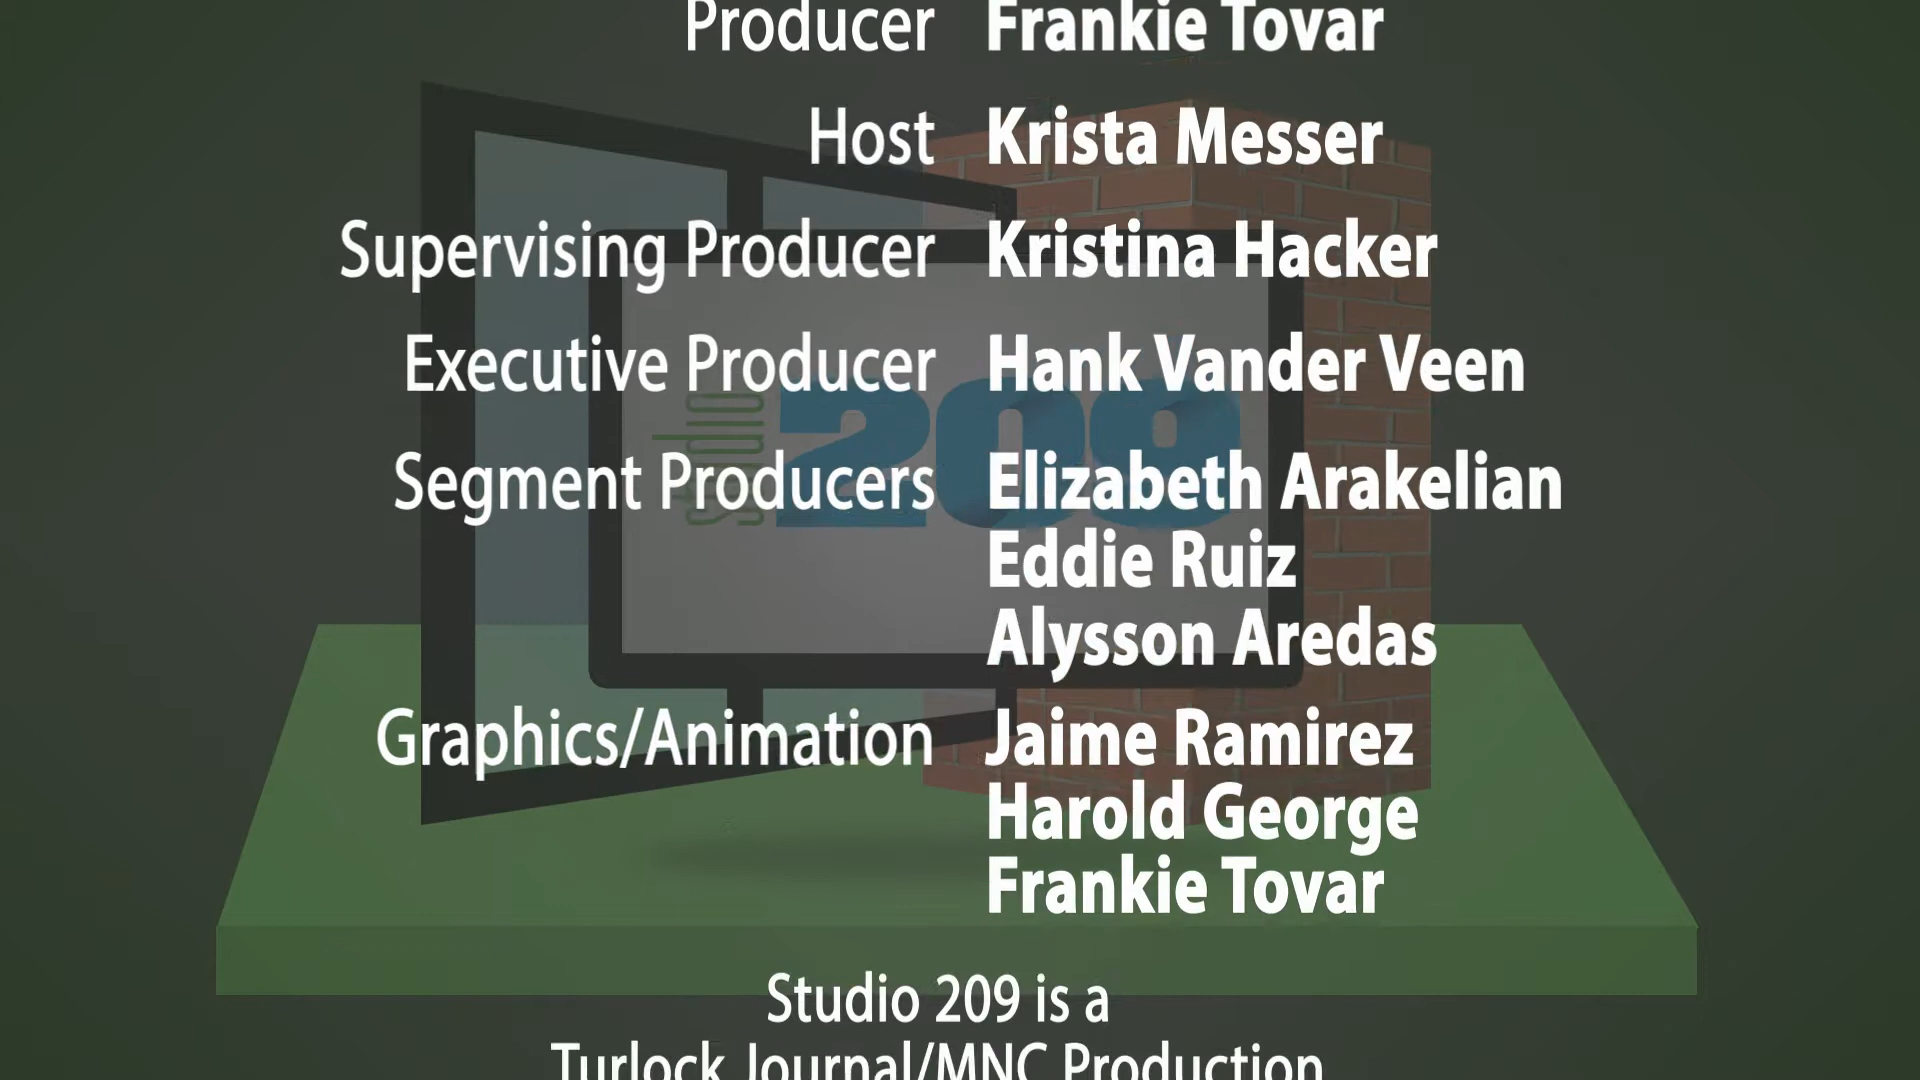 Producer Frankie Tovar
Host Krista Messer
Supervising Producer Kristina Hacker
Executive Producer Hank Vander Veen
studio 209
Segment Producers Elizabeth Arakelian
Eddie Ruiz
Alysson Aredas
Graphics/Animation Jaime Ramirez
Harold George
Frankie Tovar
Studio 209 is a
Turlock Journal/MNC Production